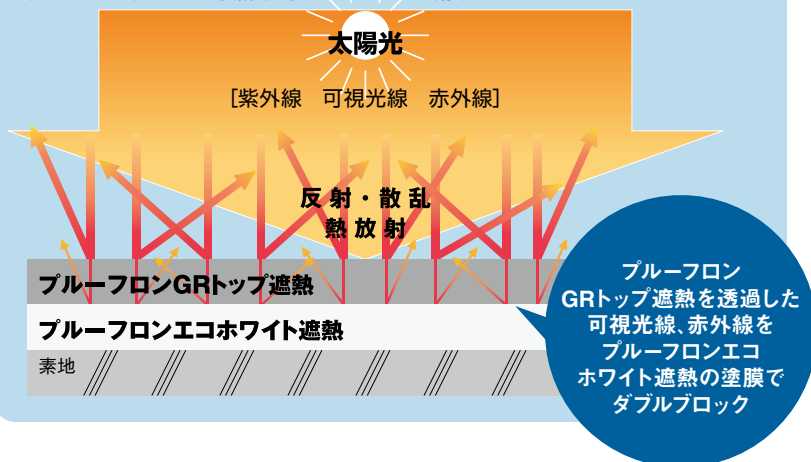 太陽光
[紫外線 可視光線 赤外線]
反射・散乱
熱放射
プルーフロンGRトップ遮熱
プルーフロンエコホワイト遮熱
素地
プルーフロン
GRトップ遮熱を透過した
可視光線、赤外線を
プルーフロンエコ
ホワイト遮熱の塗膜で
ダブルブロック